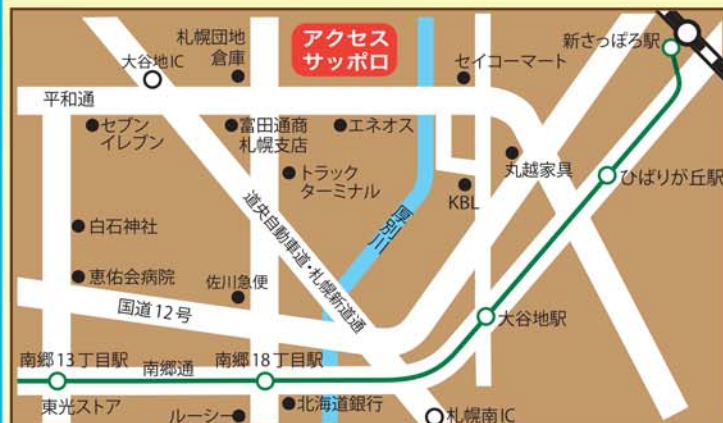 札幌団地
倉庫
アクセス
サッポロ
新さっぽろ駅
大谷地IC
セイコーマート
平和通
セブン
イレブン
富田通商
札幌支店
エネオス
丸越家具
トラック
ターミナル
ひばりが丘駅
KBL
厚別川
白石神社
道央自動車道・札幌新道通
恵佑会病院
佐川急便
国道12号
大谷地駅
南郷13丁目駅
南郷通
南郷18丁目駅
東光ストア
ルーシー
北海道銀行
札幌南IC